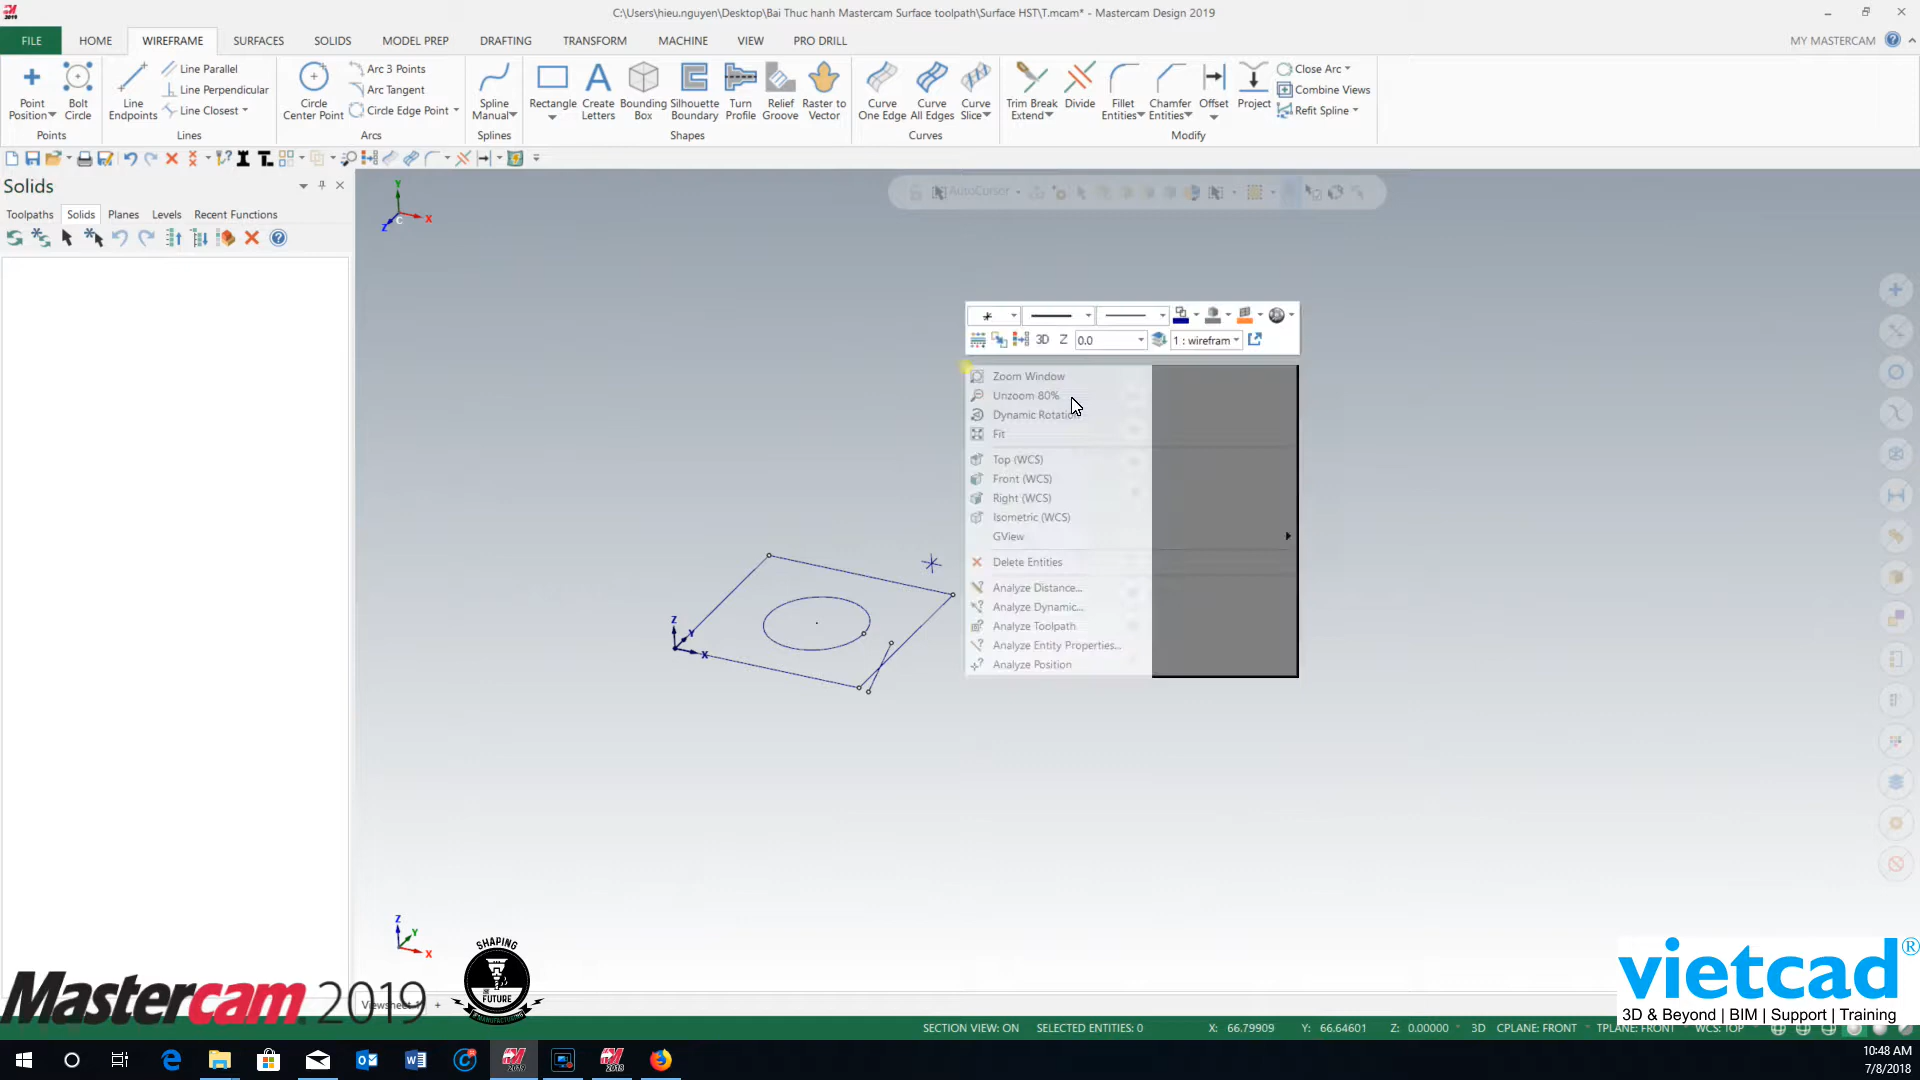 C:\Users\hieu.nguyen\Desktop\Bai Thuc hanh Mastercam Surface toolpath\Surface HST\T.mcam* - Mastercam Design 2019
FILE HOME WIREFRAME SURFACES SOLIDS MODEL PREP DRAFTING TRANSFORM MACHINE VIEW PRO DRILL MY MASTERCAM
Point Position
Bolt Circle
Points
Line Endpoints
Line Parallel
Line Perpendicular
Line Closest
Lines
Circle Center Point
Arc 3 Points
Arc Tangent
Circle Edge Point
Arcs
Spline Manual
Splines
Rectangle
Create Letters
Bounding Box
Silhouette Boundary
Turn Profile
Relief Groove
Raster to Vector
Shapes
Curve One Edge
Curve All Edges
Curve Slice
Curves
Trim Break Extend
Divide
Fillet Entities
Chamfer Entities
Offset
Project
Close Arc
Combine Views
Refit Spline
Modify
Solids
Toolpaths Solids Planes Levels Recent Functions
AutoCursor
Y
X
Z
3D Z 0.0 1 : wirefram
Zoom Window
Unzoom 80%
Dynamic Rotation
Fit
Top (WCS)
Front (WCS)
Right (WCS)
Isometric (WCS)
GView
Delete Entities
Analyze Distance...
Analyze Dynamic...
Analyze Toolpath
Analyze Entity Properties...
Analyze Position
Z
Y
X
Z
Y
X
SHAPING
FUTURE
Mastercam. 2019
vietcad®
3D & Beyond | BIM | Support | Training
SECTION VIEW: ON SELECTED ENTITIES: 0 X: 66.79909 Y: 66.64601 Z: 0.00000 3D CPLANE: FRONT TPLANE: FRONT WCS: TOP
10:48 AM
7/8/2018